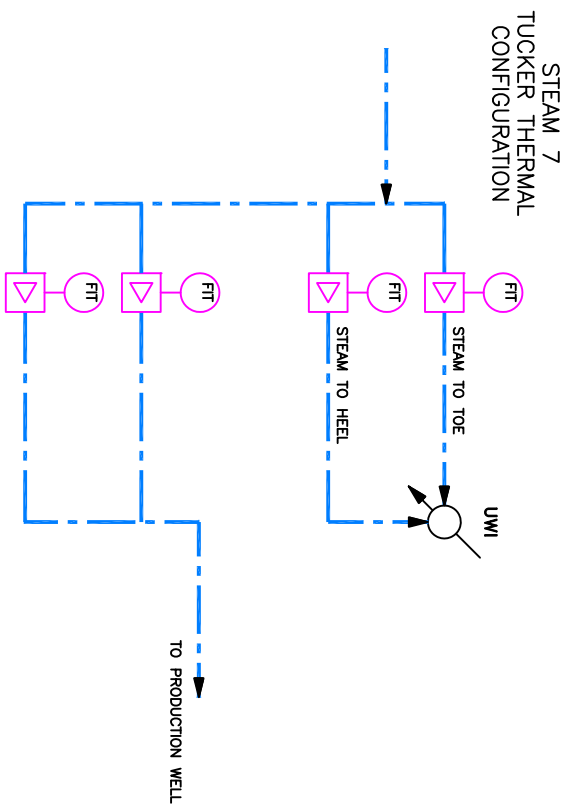 STEAM 7
TUCKER THERMAL
CONFIGURATION
FIT
STEAM TO TOE
UWI
FIT
STEAM TO HEEL
FIT
TO PRODUCTION WELL
FIT